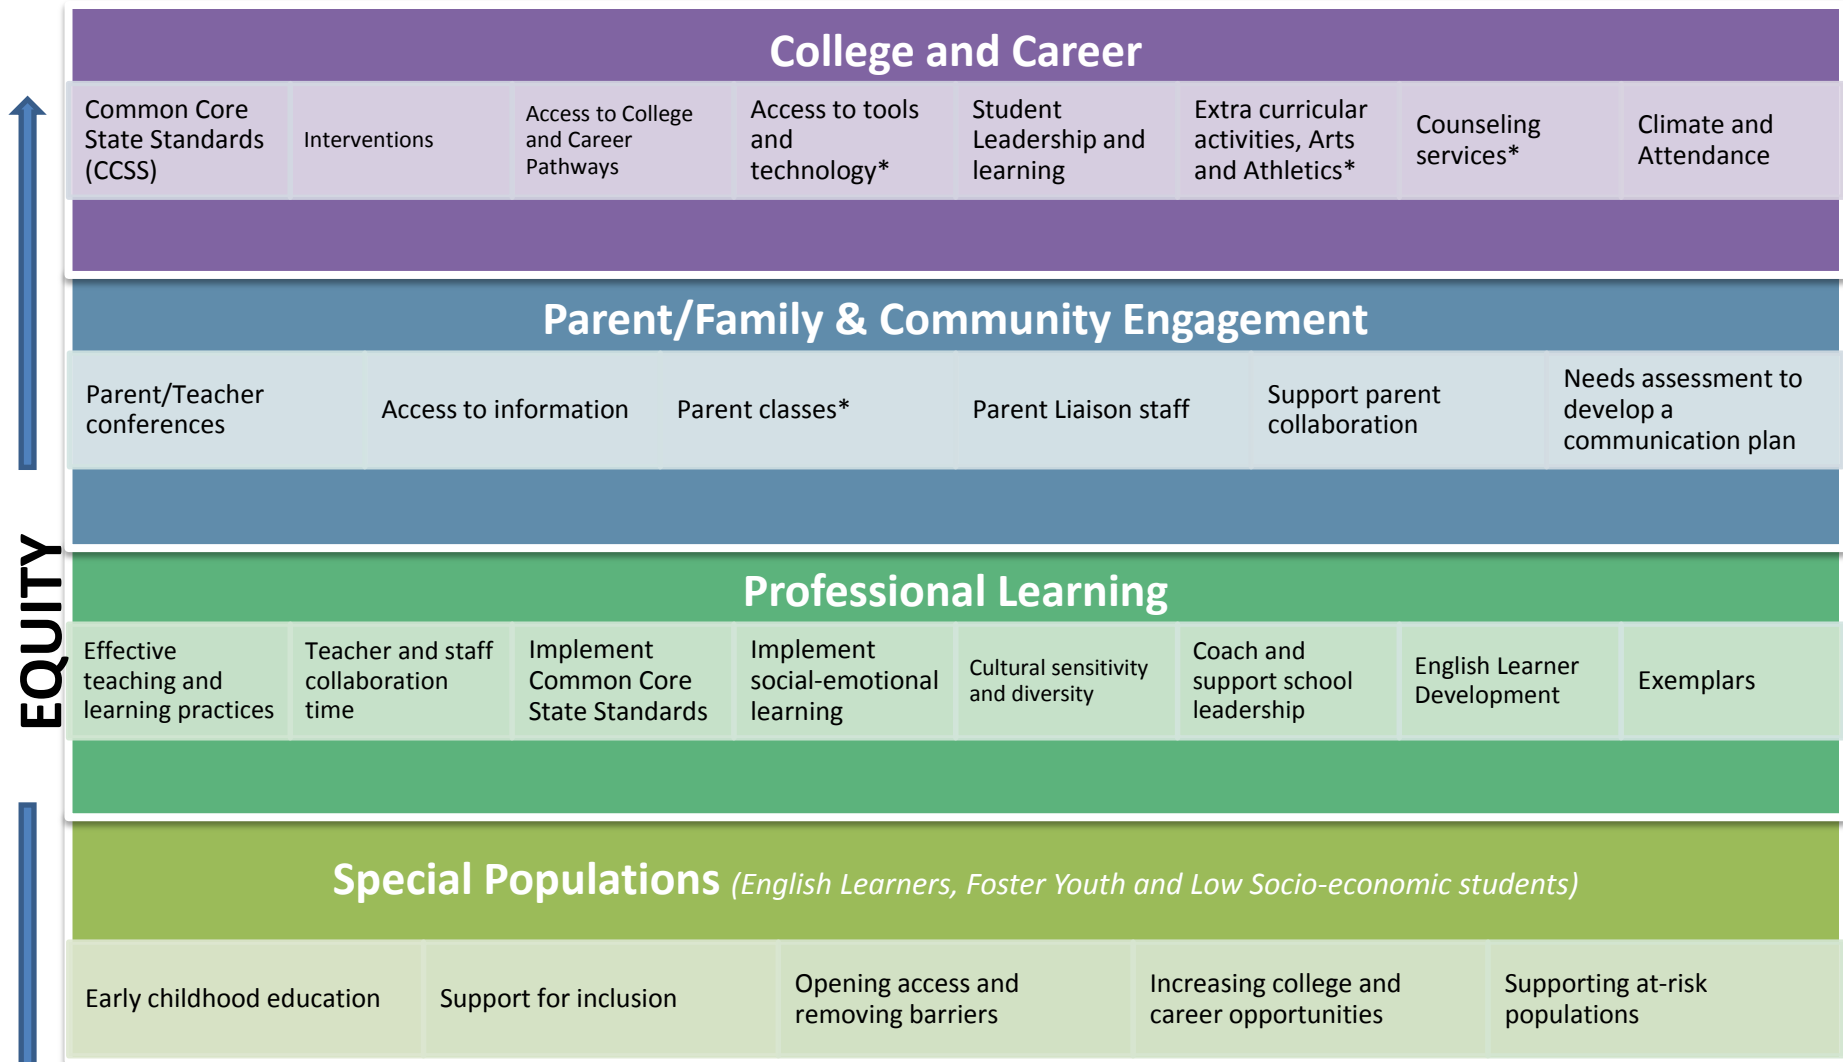 College and Career
Common Core
State Standards
(CCSS)
Interventions
Access to College
and Career
Pathways
Access to tools
and
technology*
Student
Leadership and
learning
Extra curricular
activities, Arts
and Athletics*
Counseling
services*
Climate and
Attendance
Parent/Family & Community Engagement
Parent/Teacher
conferences
Access to information
Parent classes*
Parent Liaison staff
Support parent
collaboration
Needs assessment to
develop a
communication plan
EQUITY
Professional Learning
Effective
teaching and
learning practices
Teacher and staff
collaboration
time
Implement
Common Core
State Standards
Implement
social-emotional
learning
Cultural sensitivity
and diversity
Coach and
support school
leadership
English Learner
Development
Exemplars
Special Populations (English Learners, Foster Youth and Low Socio-economic students)
Early childhood education
Support for inclusion
Opening access and
removing barriers
Increasing college and
career opportunities
Supporting at-risk
populations